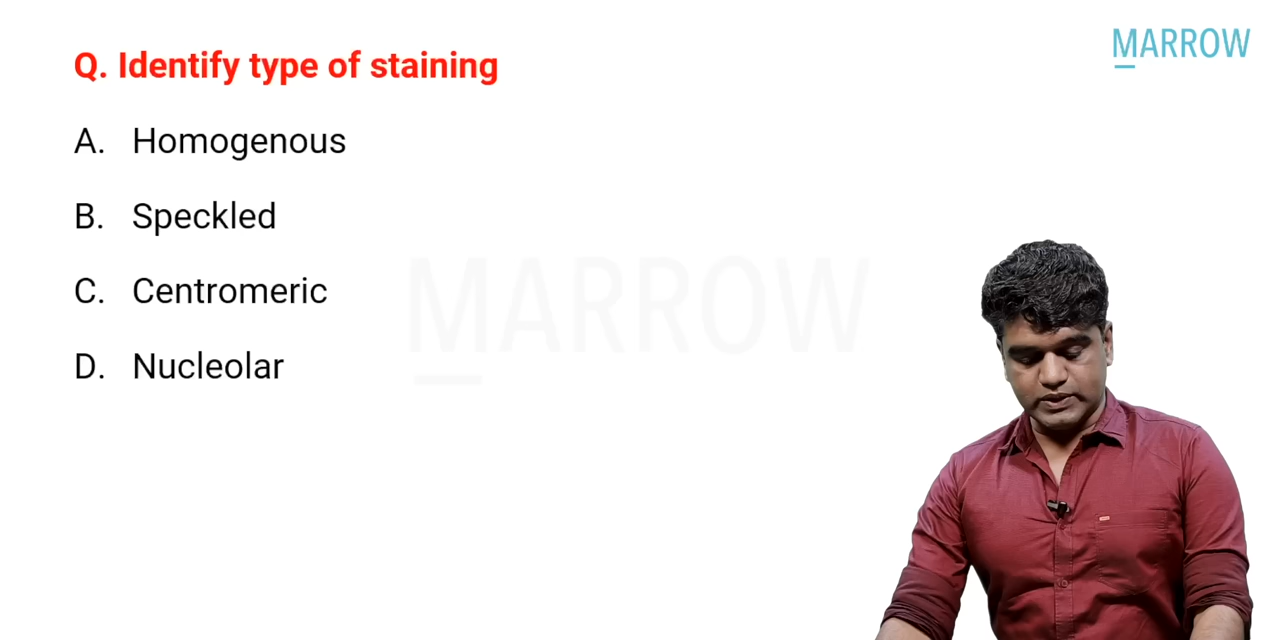 MARROW
Q. Identify type of staining
A. Homogenous
B. Speckled
C. Centromeric
D. Nucleolar
MARROW